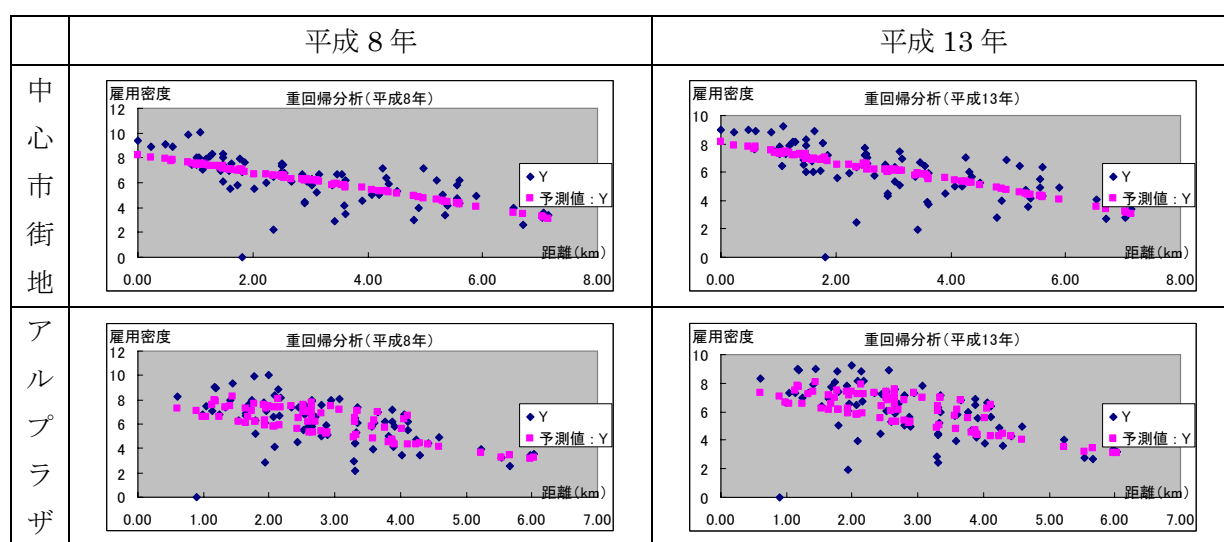 平成 8 年
平成 13 年
中心市街地
雇用密度
重回帰分析(平成8年)
12
10
8
6
4
2
0
Y
予測値：Y
距離(km)
0.00 2.00 4.00 6.00 8.00
雇用密度
重回帰分析(平成13年)
10
8
6
4
2
0
Y
予測値：Y
距離(km)
0.00 2.00 4.00 6.00 8.00
アルプラザ
雇用密度
重回帰分析(平成8年)
12
10
8
6
4
2
0
Y
予測値：Y
距離(km)
0.00 1.00 2.00 3.00 4.00 5.00 6.00 7.00
雇用密度
重回帰分析(平成13年)
10
8
6
4
2
0
Y
予測値：Y
距離(km)
0.00 1.00 2.00 3.00 4.00 5.00 6.00 7.00